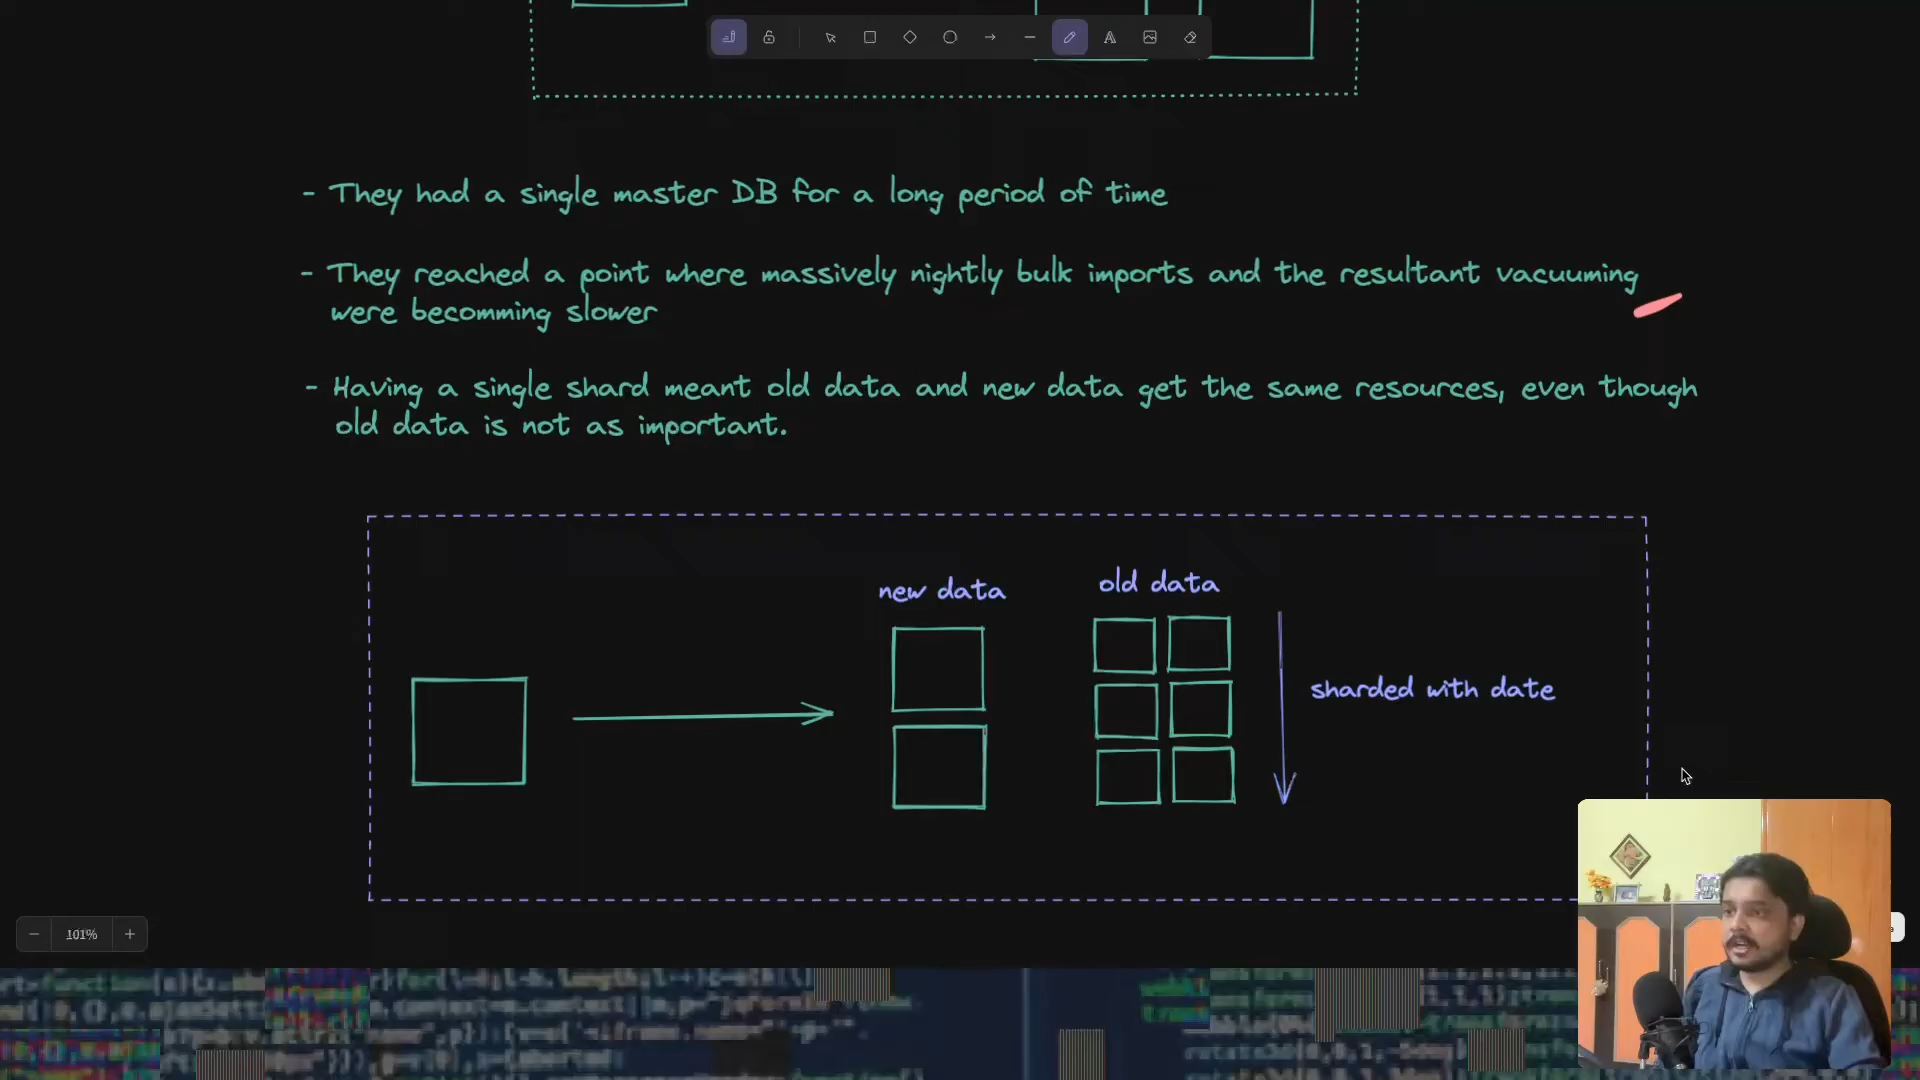 - They had a single master DB for a long period of time
- They reached a point where massively nightly bulk imports and the resultant vacuuming
were becomming slower
- Having a single shard meant old data and new data get the same resources, even though
old data is not as important.
new data
old data
sharded with date
101%